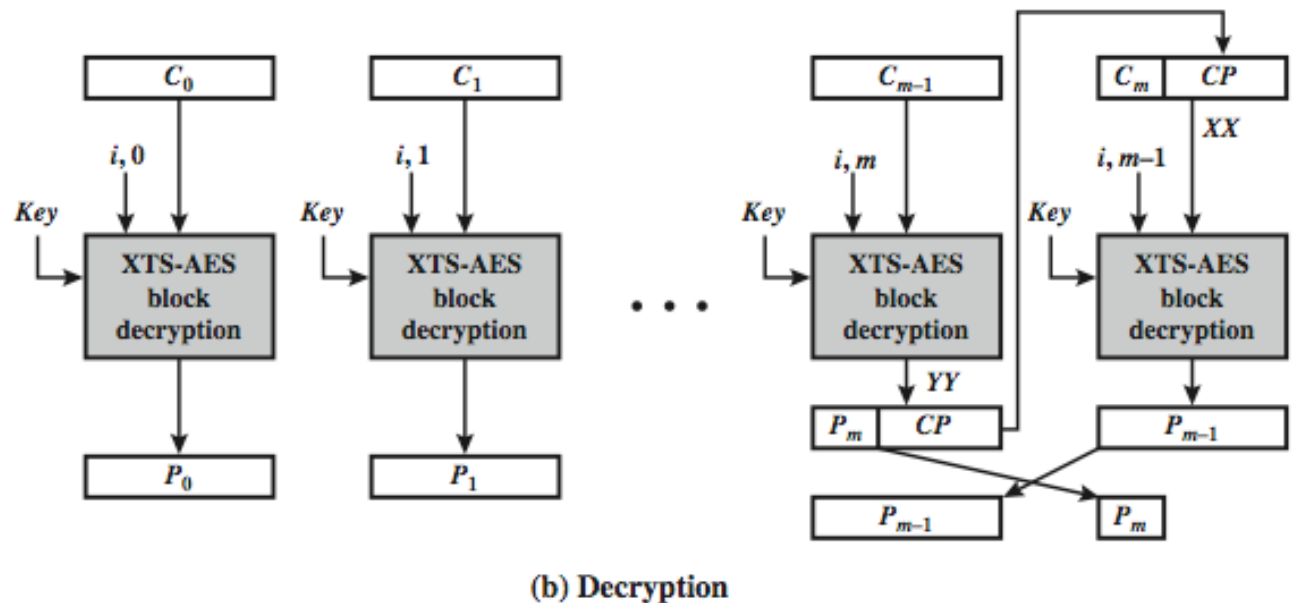 C₀ C₁ Cₘ₋₁ Cₘ CP
XX
i, 0 i, 1 i, m i, m–1
Key Key Key Key
XTS-AES XTS-AES XTS-AES XTS-AES
block block block block
decryption decryption • • • decryption decryption
YY
Pₘ CP Pₘ₋₁
P₀ P₁
Pₘ₋₁ Pₘ
(b) Decryption